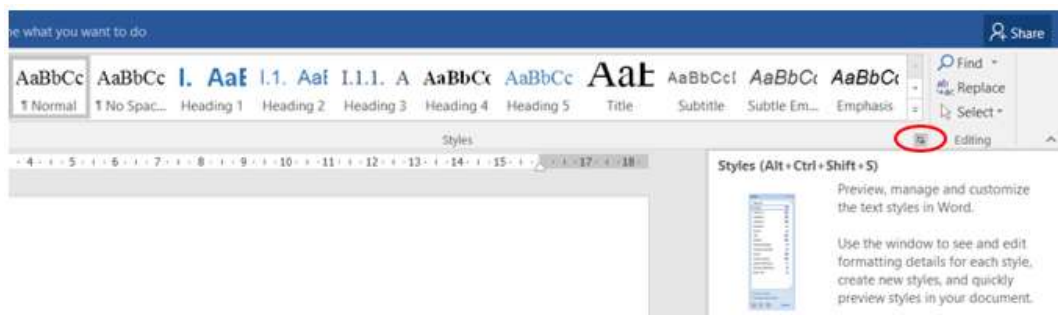 e what you want to do
Share
AaBbCc AaBbCc I. AaE I.1. AaI I.1.1. A AaBbCc AaBbCc Aab AaBbCcI AaBbCc AaBbCc
¶ Normal ¶ No Spac... Heading 1 Heading 2 Heading 3 Heading 4 Heading 5 Title Subtitle Subtle Em... Emphasis
Find
Replace
Select
Styles
Editing
4 5 6 7 8 9 10 11 12 13 14 15 17 18
Styles (Alt+Ctrl+Shift+S)
Preview, manage and customize
the text styles in Word.
Use the window to see and edit
formatting details for each style,
create new styles, and quickly
preview styles in your document.